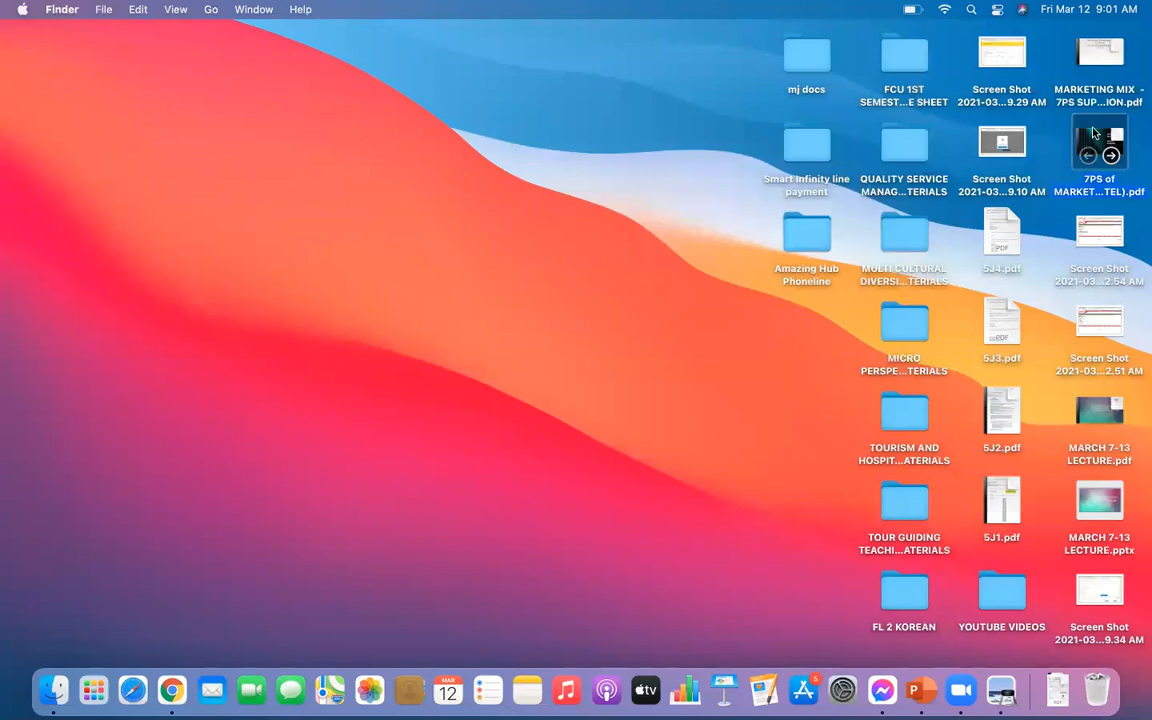 Finder File Edit View Go Window Help Fri Mar 12 9:01 AM
mj docs
FCU 1ST
SEMEST...E SHEET
Screen Shot
2021-03...9.29 AM
MARKETING MIX -
7PS SUP...ION.pdf
Smart Infinity line
payment
QUALITY SERVICE
MANAG...TERIALS
Screen Shot
2021-03...9.10 AM
7PS of
MARKET...TEL).pdf
Amazing Hub
Phoneline
MULTI CULTURAL
DIVERSI...TERIALS
PDF
5J4.pdf
Screen Shot
2021-03...2.54 AM
MICRO
PERSPE...TERIALS
PDF
5J3.pdf
Screen Shot
2021-03...2.51 AM
TOURISM AND
HOSPIT...ATERIALS
5J2.pdf
MARCH 7-13
LECTURE.pdf
TOUR GUIDING
TEACHI...ATERIALS
5J1.pdf
MARCH 7-13
LECTURE.pptx
FL 2 KOREAN
YOUTUBE VIDEOS
Screen Shot
2021-03...9.34 AM
MAR
12
tv
5
P
PDF